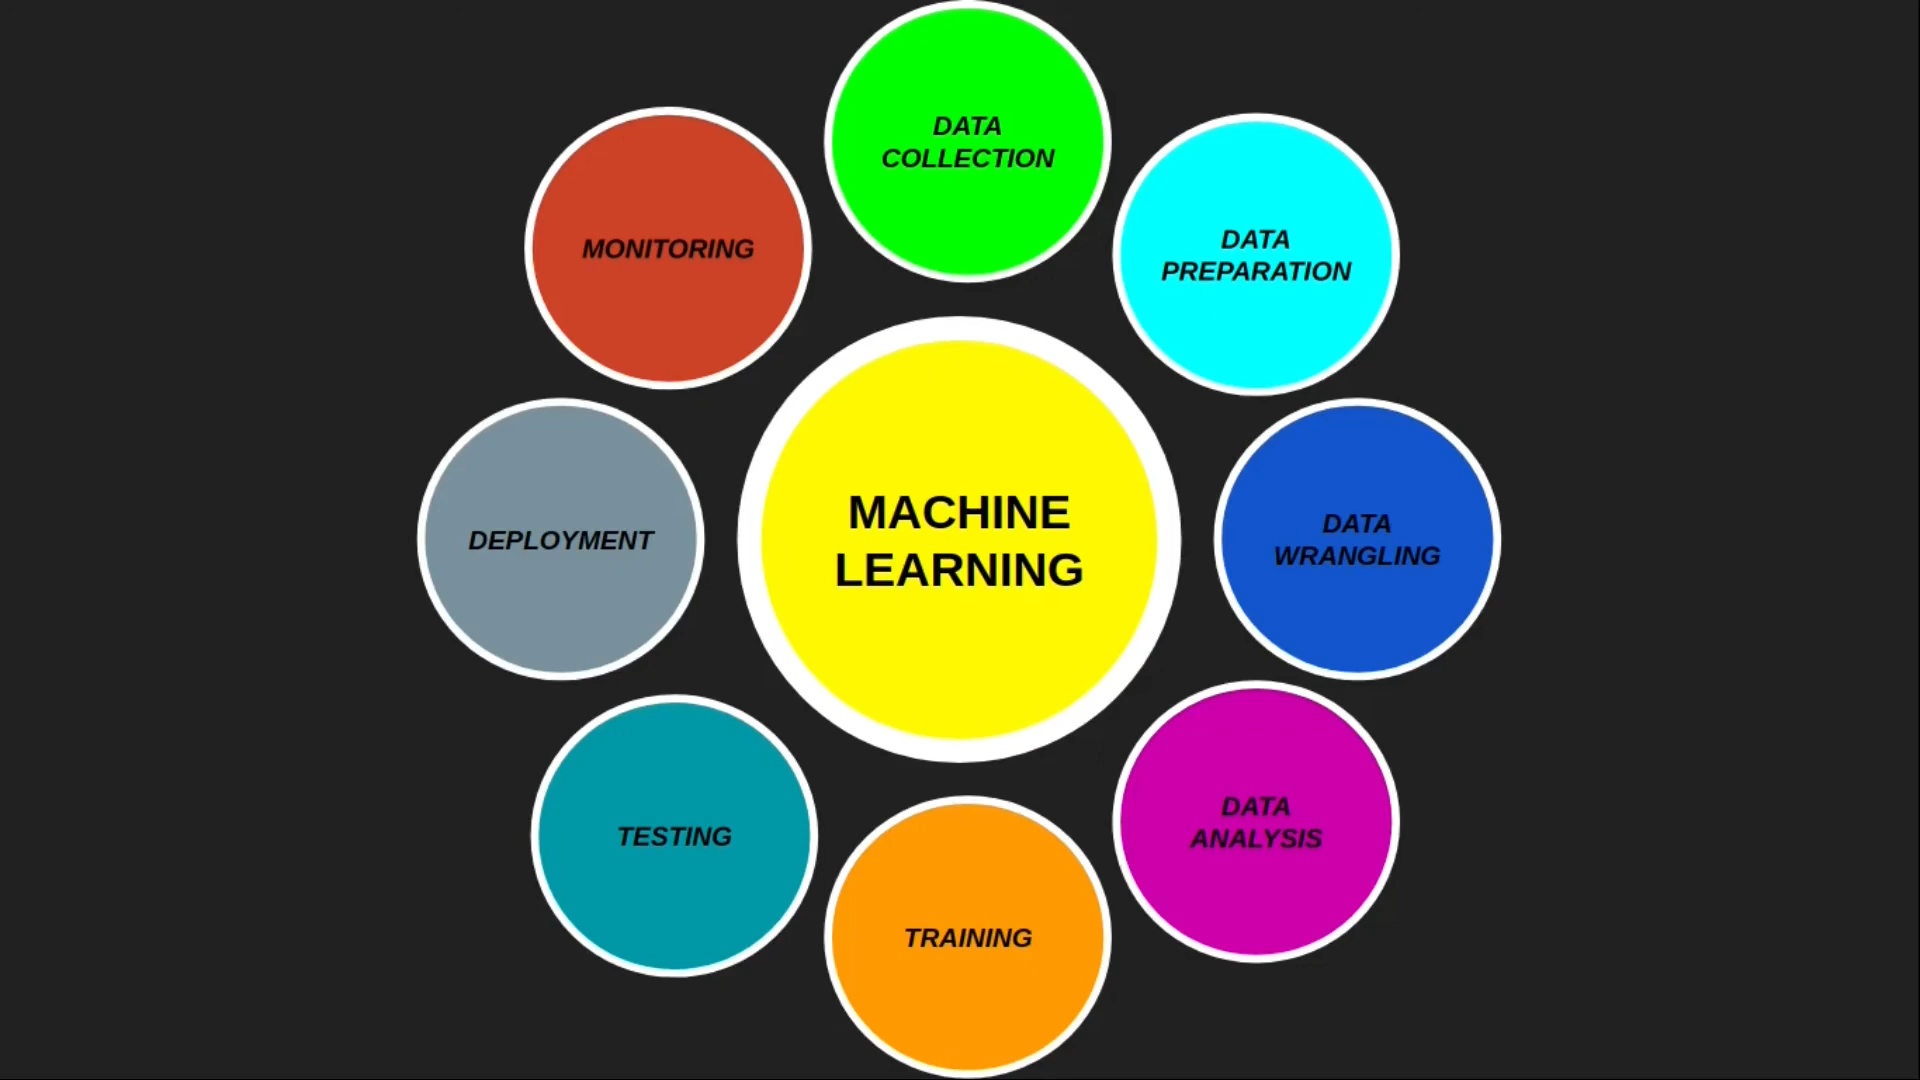 DATA
COLLECTION
MONITORING
DATA
PREPARATION
MACHINE
LEARNING
DEPLOYMENT
DATA
WRANGLING
TESTING
DATA
ANALYSIS
TRAINING